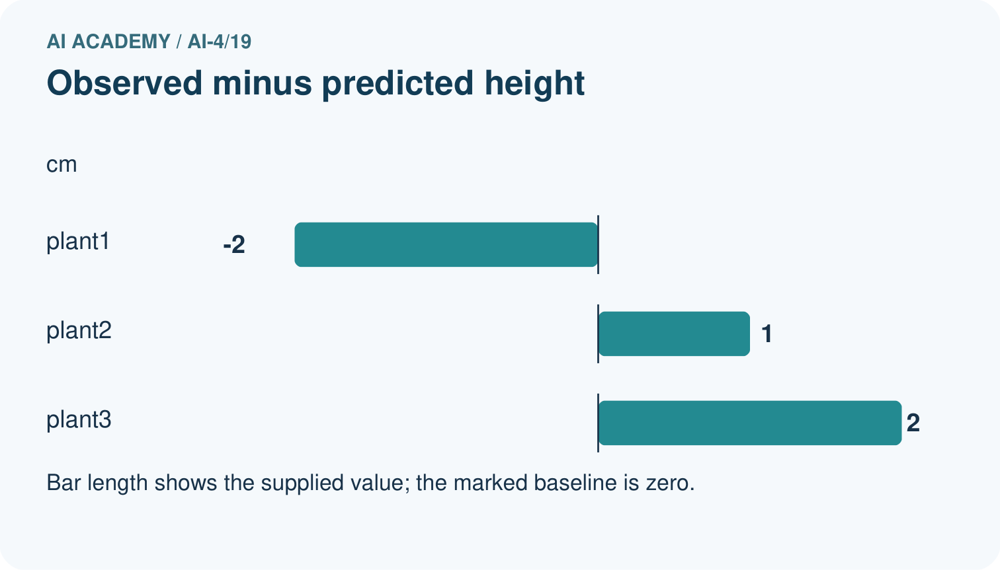 AI ACADEMY / AI-4/19
Observed minus predicted height
cm
plant1 -2
plant2 1
plant3 2
Bar length shows the supplied value; the marked baseline is zero.